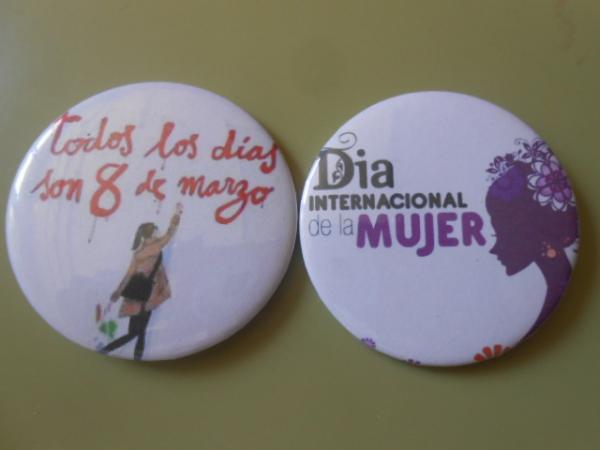 todos los días
son 8 de marzo
Dia
INTERNACIONAL
de la MUJER